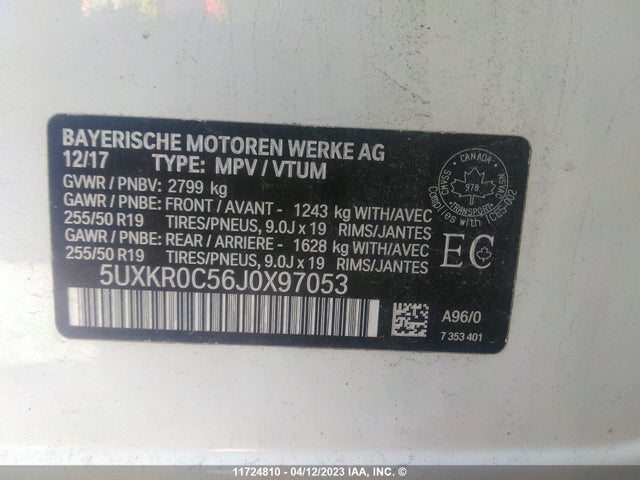 BAYERISCHE MOTOREN WERKE AG
12/17 TYPE: MPV / VTUM
GVWR / PNBV: 2799 kg
GAWR / PNBE: FRONT / AVANT - 1243 kg WITH/AVEC
255/50 R19 TIRES/PNEUS, 9.0J x 19 RIMS/JANTES
GAWR / PNBE: REAR / ARRIERE - 1628 kg WITH/AVEC
255/50 R19 TIRES/PNEUS, 9.0J x 19 RIMS/JANTES
5UXKR0C56J0X97053
CANADA
978
TRANSPORT
EC
A96/0
7 353 401
11724810 - 04/12/2023 IAA, INC. ©